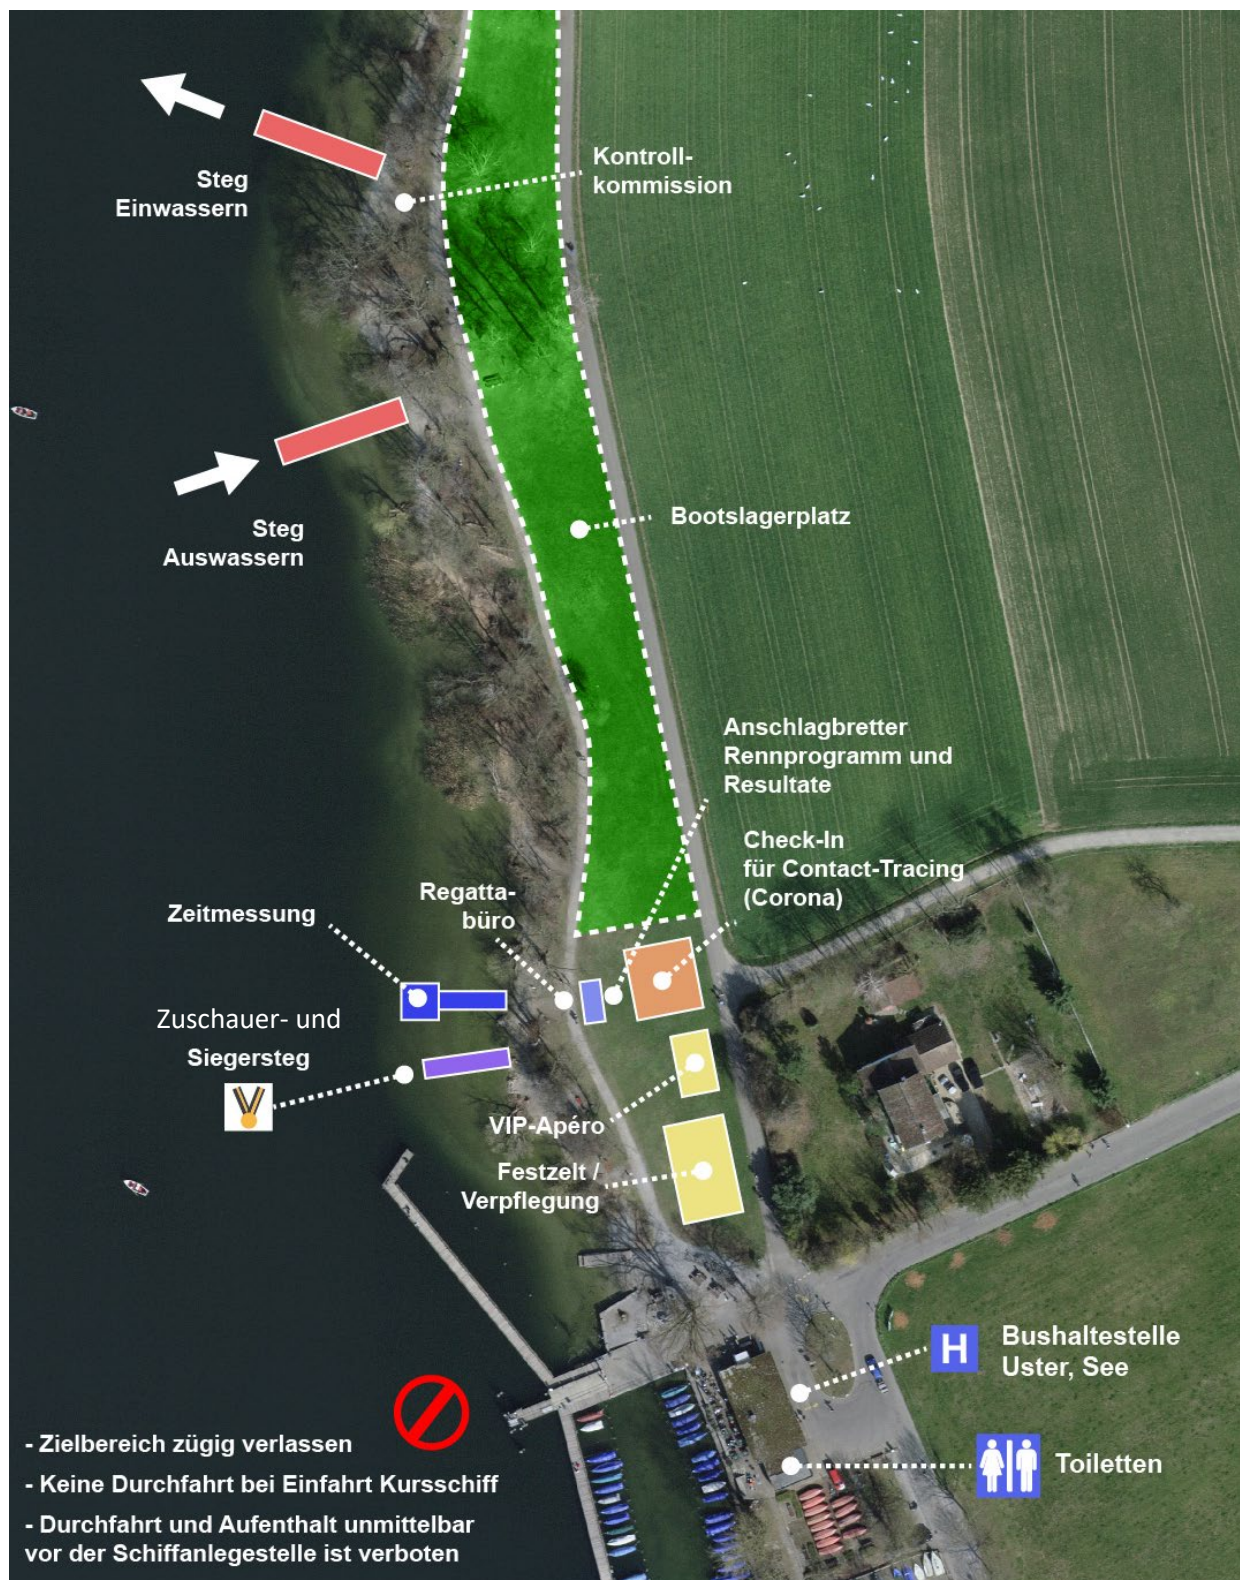 Kontroll-
kommission
Steg
Einwassern
Bootslagerplatz
Steg
Auswassern
Anschlagbretter
Rennprogramm und
Resultate
Check-In
für Contact-Tracing
(Corona)
Regatta-
büro
Zeitmessung
Zuschauer- und
Siegersteg
VIP-Apéro
Festzelt /
Verpflegung
H
Bushaltestelle
Uster, See
Toiletten
- Zielbereich zügig verlassen
- Keine Durchfahrt bei Einfahrt Kursschiff
- Durchfahrt und Aufenthalt unmittelbar
vor der Schiffanlegestelle ist verboten